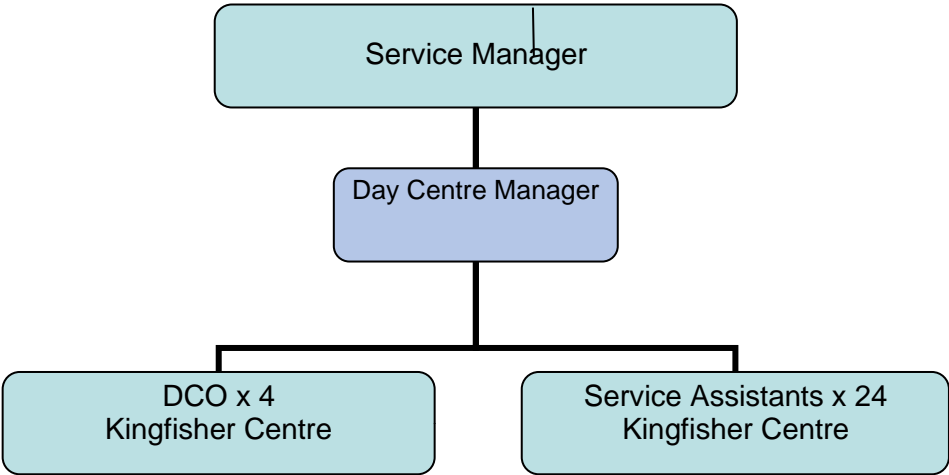 Service Manager
Day Centre Manager
DCO x 4
Kingfisher Centre
Service Assistants x 24
Kingfisher Centre